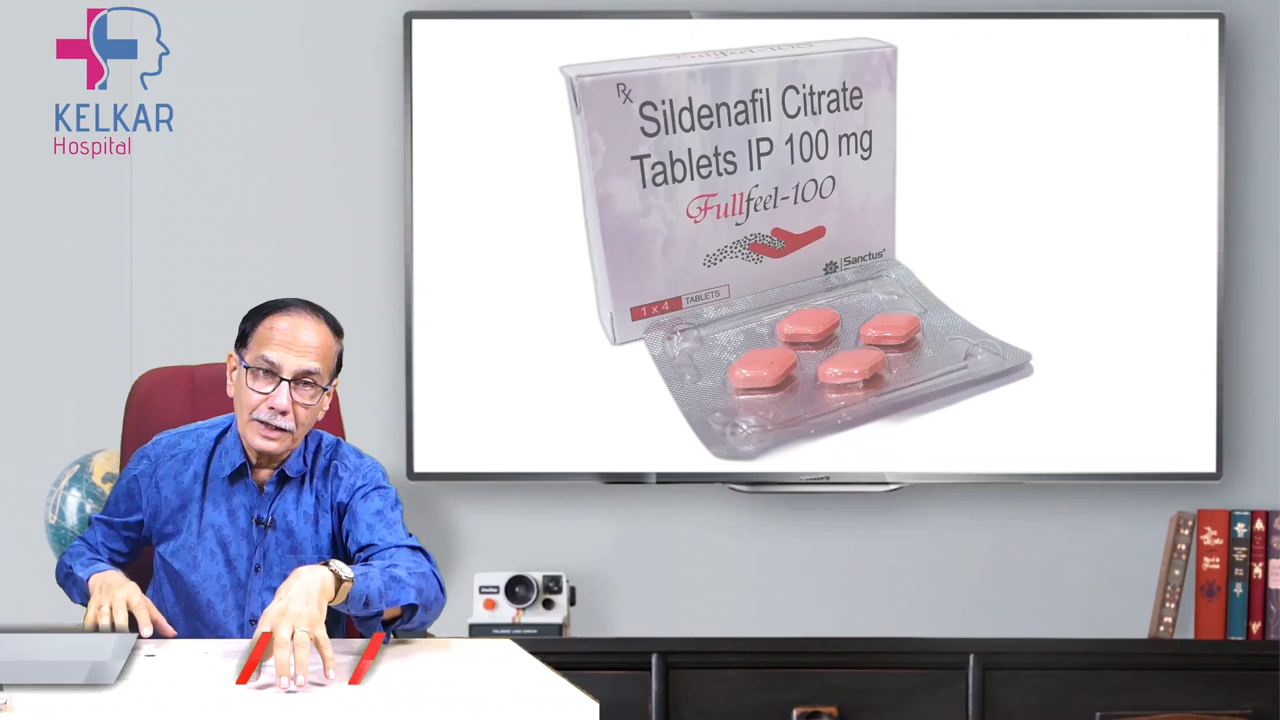 KELKAR
Hospital
Rx
Sildenafil Citrate
Tablets IP 100 mg
Fullfeel-100
Sanctus
1 x 4 TABLETS